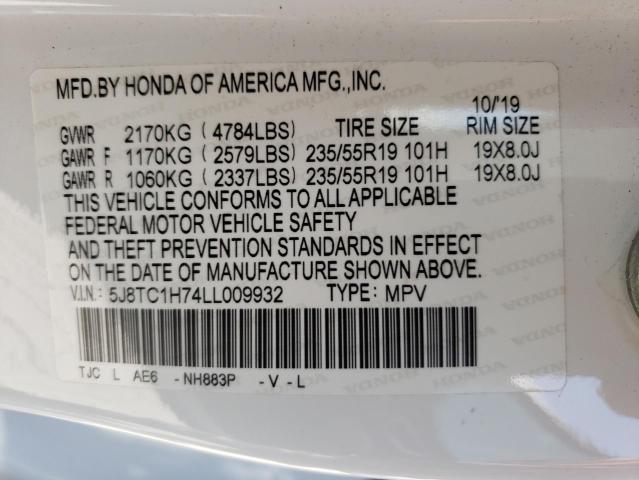 MFD.BY HONDA OF AMERICA MFG.,INC. 10/'19
GVWR 2170KG ( 4784LBS) TIRE SIZE RIM SIZE
GAWR F 1170KG ( 2579LBS) 235/55R19 101H 19X8.0J
GAWR R 1060KG ( 2337LBS) 235/55R19 101H 19X8.0J
THIS VEHICLE CONFORMS TO ALL APPLICABLE
FEDERAL MOTOR VEHICLE SAFETY
AND THEFT PREVENTION STANDARDS IN EFFECT
ON THE DATE OF MANUFACTURE SHOWN ABOVE.
V.I.N.: 5J8TC1H74LL009932 TYPE: MPV
TJC L AE6 -NH883P -V-L